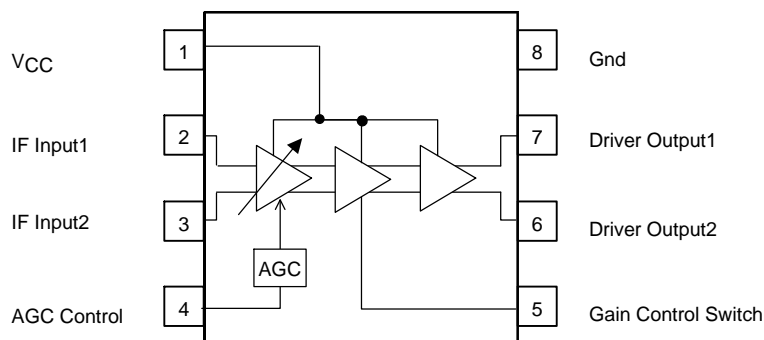 VCC 1 8 Gnd
IF Input1 2 7 Driver Output1
IF Input2 3 6 Driver Output2
AGC
AGC Control 4 5 Gain Control Switch